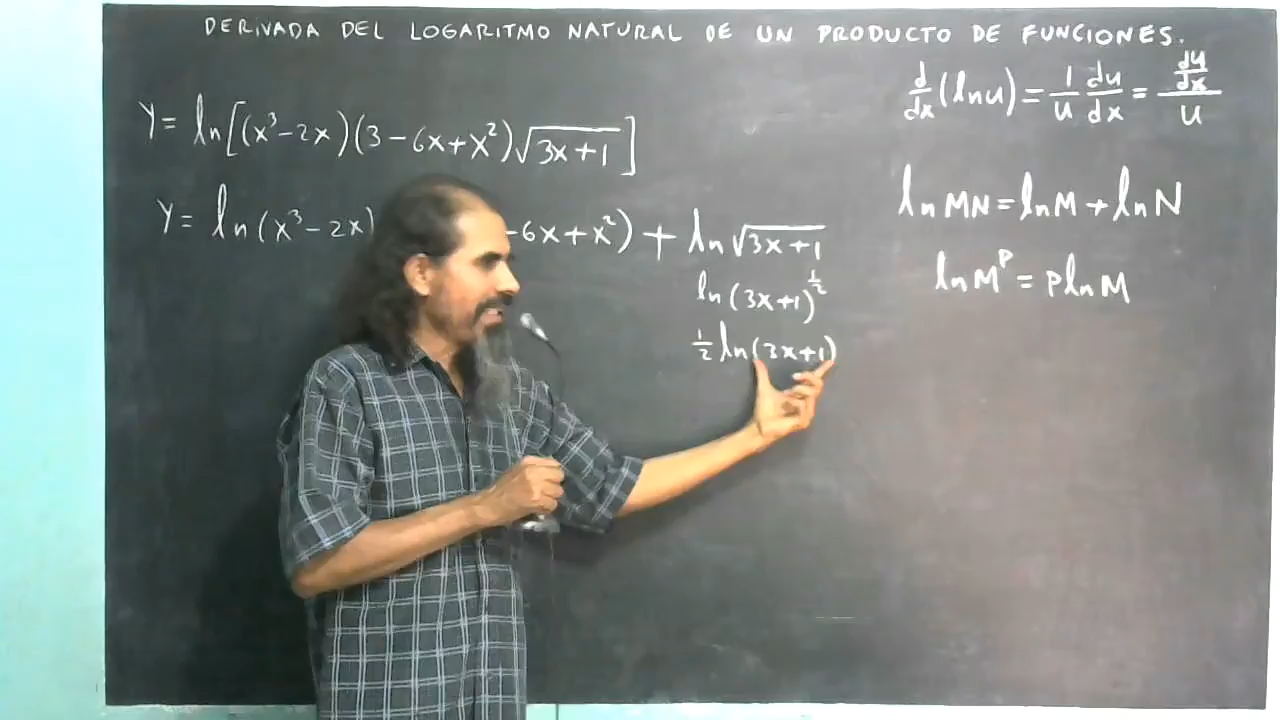 DERIVADA DEL LOGARITMO NATURAL DE UN PRODUCTO DE FUNCIONES.
d/dx (ln u) = 1/u du/dx = (du/dx)/u
Y = ln[(x³-2x)(3-6x+x²)√(3x+1)]
ln MN = ln M + ln N
Y = ln(x³-2x) -6x+x²) + ln √(3x+1)
ln M^P = P ln M
ln (3x+1)^½
½ ln(3x+1)